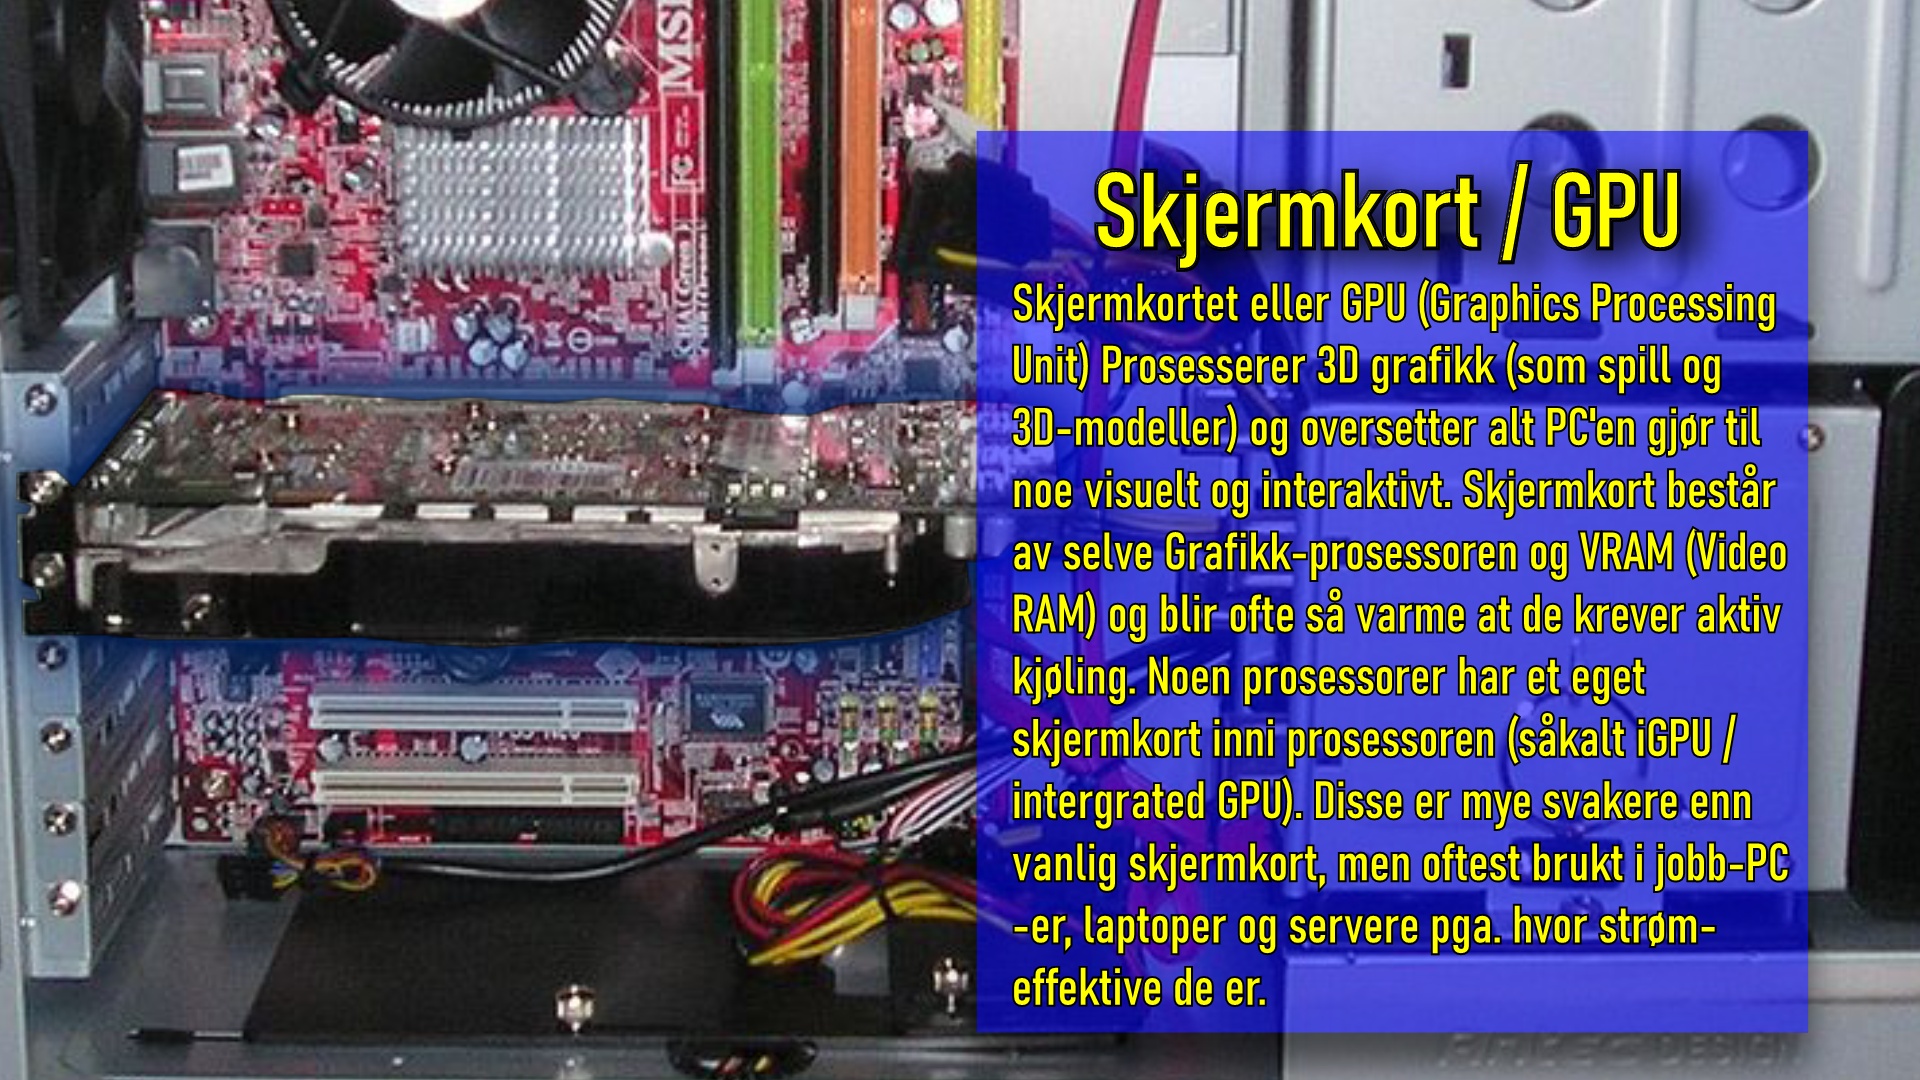 MSI
Skjermkort / GPU
Skjermkortet eller GPU (Graphics Processing
Unit) Prosesserer 3D grafikk (som spill og
3D-modeller) og oversetter alt PC'en gjør til
noe visuelt og interaktivt. Skjermkort består
av selve Grafikk-prosessoren og VRAM (Video
RAM) og blir ofte så varme at de krever aktiv
kjøling. Noen prosessorer har et eget
skjermkort inni prosessoren (såkalt iGPU /
intergrated GPU). Disse er mye svakere enn
vanlig skjermkort, men oftest brukt i jobb-PC
-er, laptoper og servere pga. hvor strøm-
effektive de er.
VIA